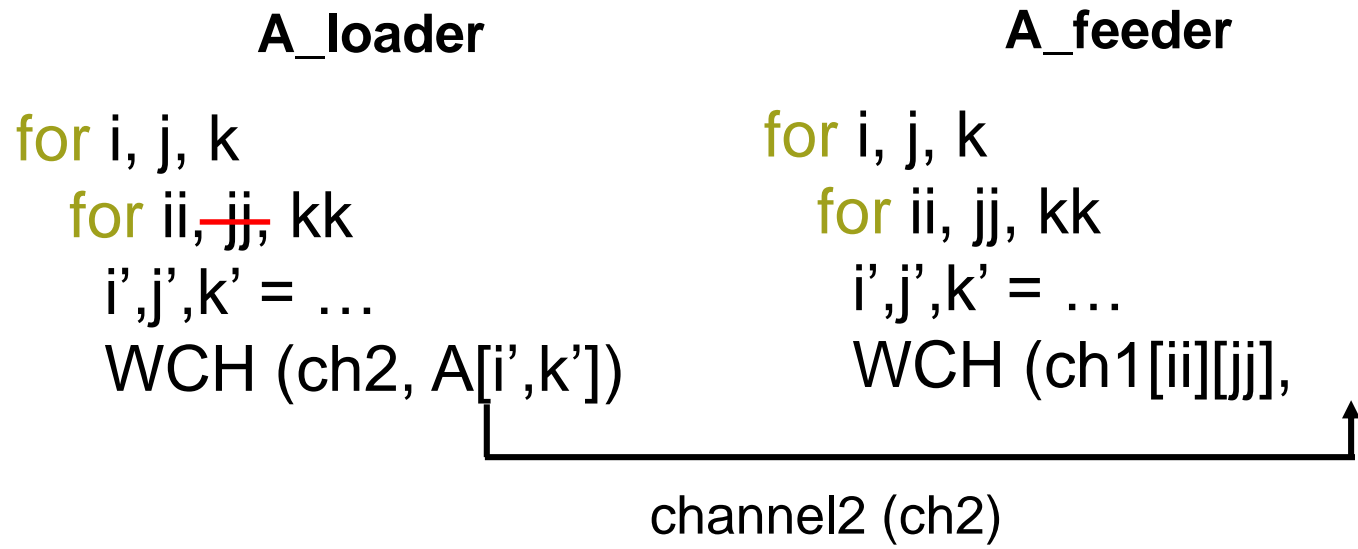 A_loader
for i, j, k
for ii, jj, kk
i’,j’,k’ = …
WCH (ch2, A[i’,k’])
A_feeder
for i, j, k
for ii, jj, kk
i’,j’,k’ = …
WCH (ch1[ii][jj],
channel2 (ch2)